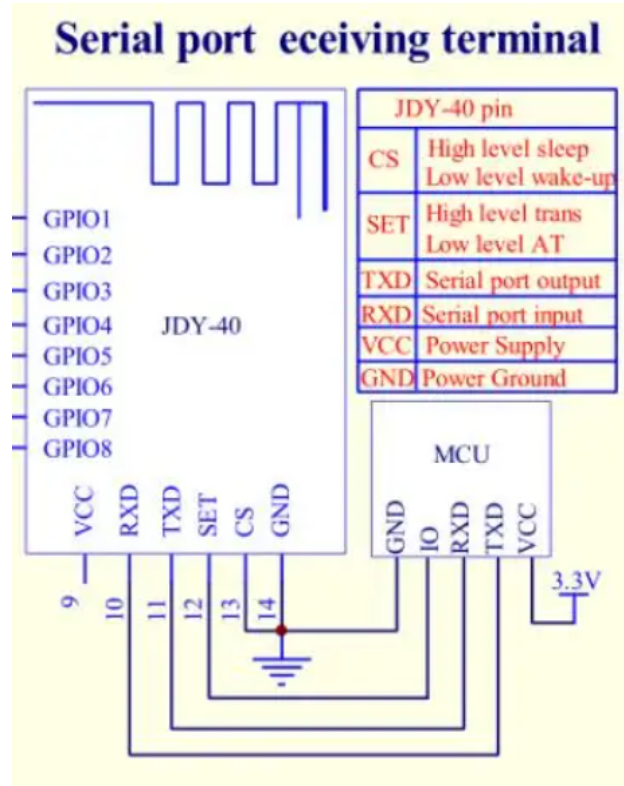 Serial port eceiving terminal
JDY-40 pin
CS High level sleep
Low level wake-up
SET High level trans
Low level AT
TXD Serial port output
RXD Serial port input
VCC Power Supply
GND Power Ground
GPIO1
GPIO2
GPIO3
GPIO4
GPIO5
GPIO6
GPIO7
GPIO8
JDY-40
VCC RXD TXD SET CS GND
9 10 11 12 13 14
MCU
GND IO RXD TXD VCC
3.3V